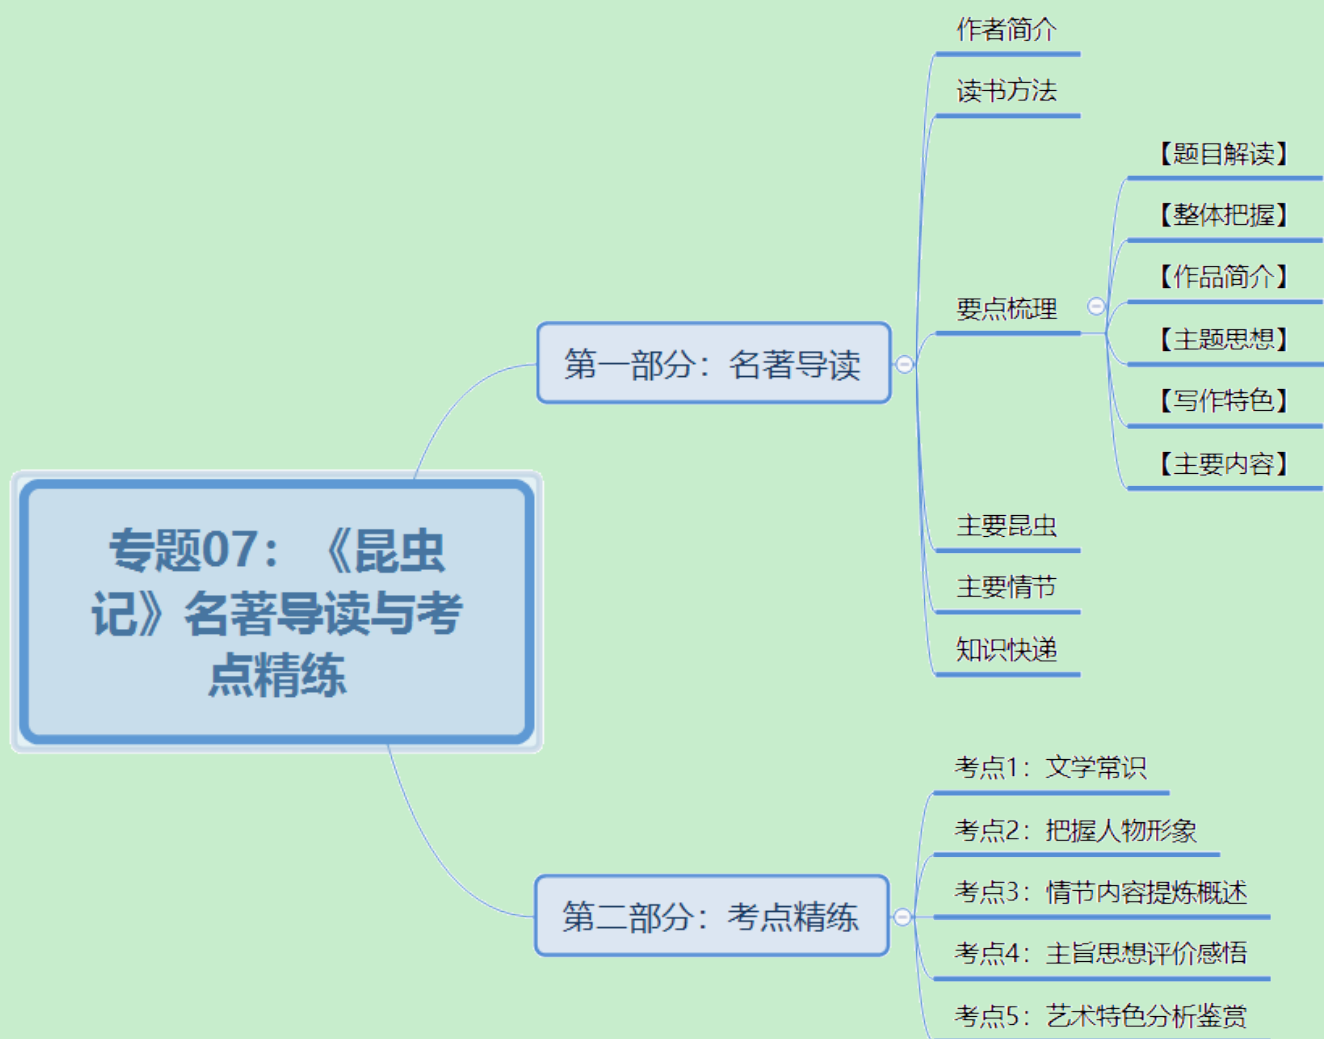 作者简介
读书方法
【题目解读】
【整体把握】
【作品简介】
要点梳理
【主题思想】
第一部分：名著导读
【写作特色】
【主要内容】
主要昆虫
主要情节
知识快递
专题07：《昆虫
记》名著导读与考
点精练
考点1：文学常识
考点2：把握人物形象
考点3：情节内容提炼概述
第二部分：考点精练
考点4：主旨思想评价感悟
考点5：艺术特色分析鉴赏